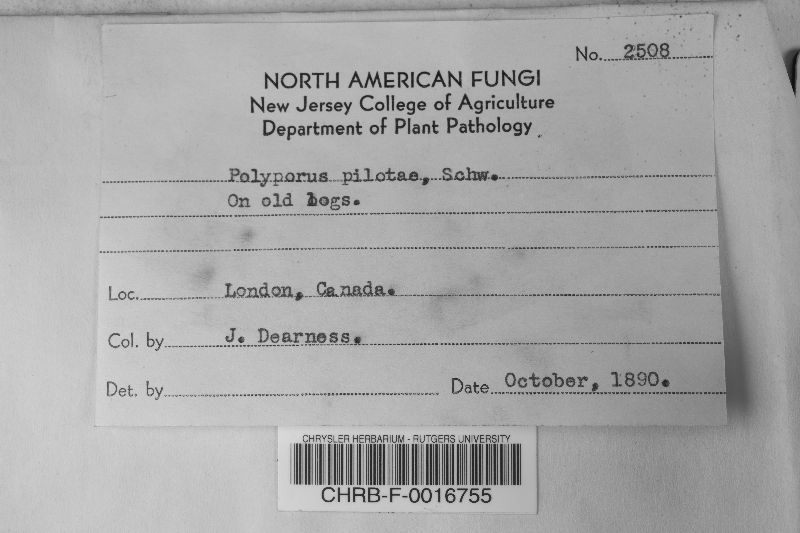 No. 2508
NORTH AMERICAN FUNGI
New Jersey College of Agriculture
Department of Plant Pathology
Polyporus pilotae, Schw.
On old logs.
Loc. London, Canada.
Col. by J. Dearness.
Det. by
Date October, 1890.
CHRYSLER HERBARIUM - RUTGERS UNIVERSITY
CHRB-F-0016755